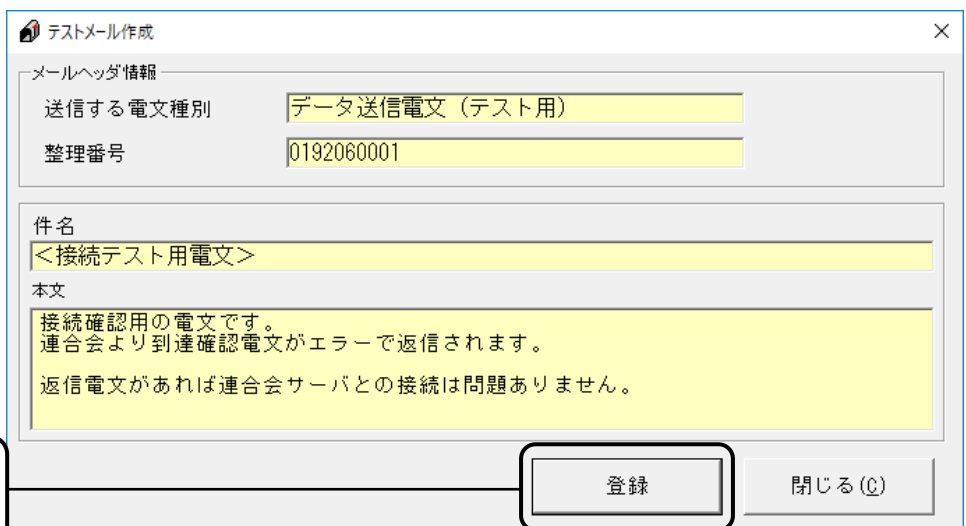 テストメール作成
メールヘッダ情報
送信する電文種別
データ送信電文（テスト用）
整理番号
0192060001
件名
＜接続テスト用電文＞
本文
接続確認用の電文です。
連合会より到達確認電文がエラーで返信されます。
返信電文があれば連合会サーバとの接続は問題ありません。
登録
閉じる(C)